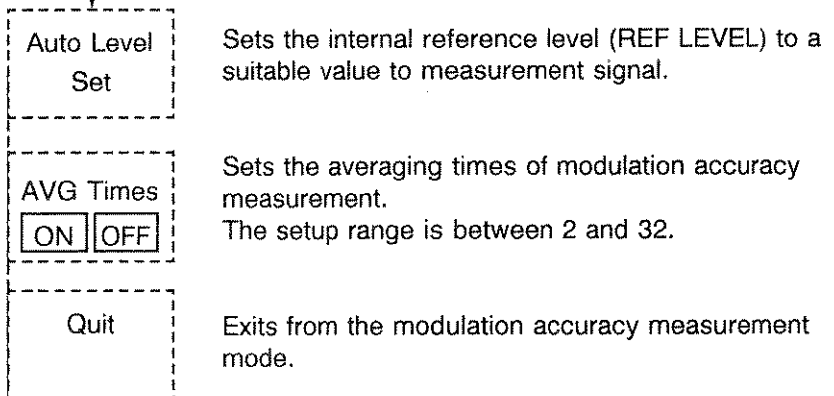 Auto Level
Set
Sets the internal reference level (REF LEVEL) to a
suitable value to measurement signal.
AVG Times
ON OFF
Sets the averaging times of modulation accuracy
measurement.
The setup range is between 2 and 32.
Quit
Exits from the modulation accuracy measurement
mode.